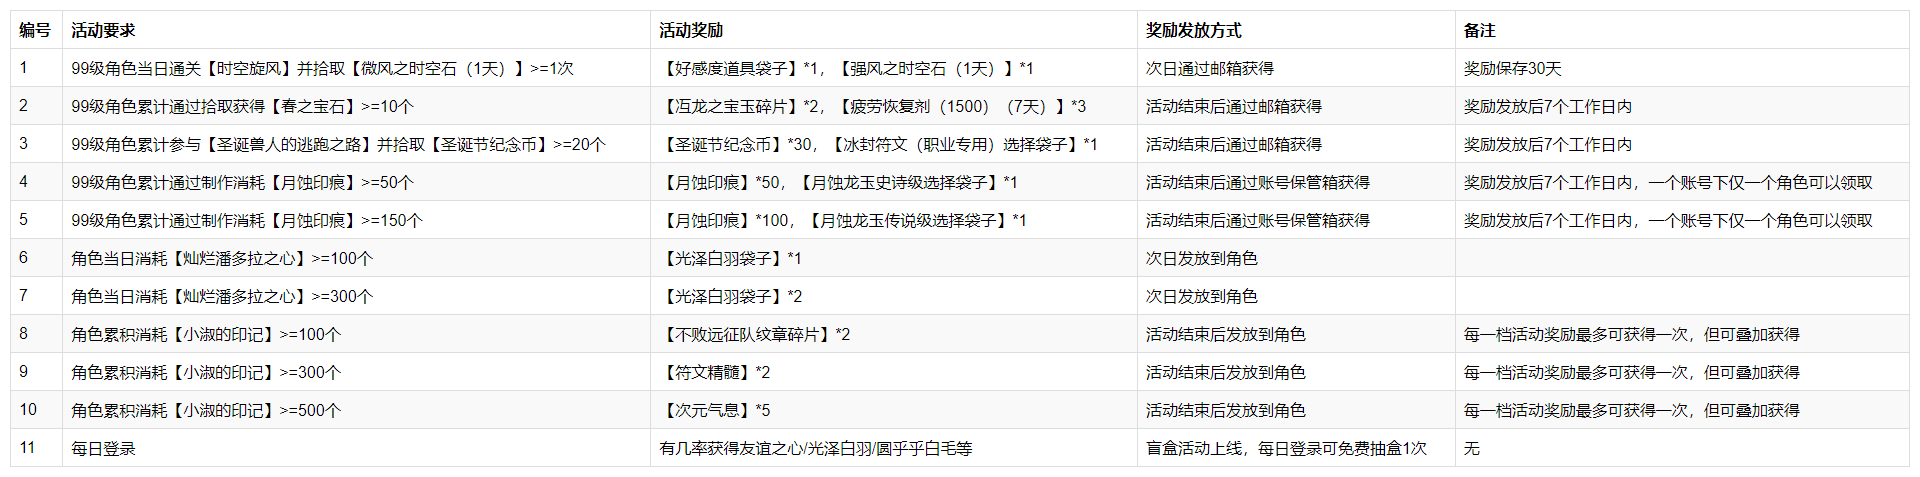 编号 活动要求 活动奖励 奖励发放方式 备注
1 99级角色当日通关【时空旋风】并拾取【微风之时空石（1天）】>=1次 【好感度道具袋子】*1，【强风之时空石（1天）】*1 次日通过邮箱获得 奖励保存30天
2 99级角色累计通过拾取获得【春之宝石】>=10个 【冱龙之宝玉碎片】*2，【疲劳恢复剂（1500）（7天）】*3 活动结束后通过邮箱获得 奖励发放后7个工作日内
3 99级角色累计参与【圣诞兽人的逃跑之路】并拾取【圣诞节纪念币】>=20个 【圣诞节纪念币】*30，【冰封符文（职业专用）选择袋子】*1 活动结束后通过邮箱获得 奖励发放后7个工作日内
4 99级角色累计通过制作消耗【月蚀印痕】>=50个 【月蚀印痕】*50，【月蚀龙玉史诗级选择袋子】*1 活动结束后通过账号保管箱获得 奖励发放后7个工作日内，一个账号下仅一个角色可以领取
5 99级角色累计通过制作消耗【月蚀印痕】>=150个 【月蚀印痕】*100，【月蚀龙玉传说级选择袋子】*1 活动结束后通过账号保管箱获得 奖励发放后7个工作日内，一个账号下仅一个角色可以领取
6 角色当日消耗【灿烂潘多拉之心】>=100个 【光泽白羽袋子】*1 次日发放到角色
7 角色当日消耗【灿烂潘多拉之心】>=300个 【光泽白羽袋子】*2 次日发放到角色
8 角色累积消耗【小淑的印记】>=100个 【不败远征队纹章碎片】*2 活动结束后发放到角色 每一档活动奖励最多可获得一次，但可叠加获得
9 角色累积消耗【小淑的印记】>=300个 【符文精髓】*2 活动结束后发放到角色 每一档活动奖励最多可获得一次，但可叠加获得
10 角色累积消耗【小淑的印记】>=500个 【次元气息】*5 活动结束后发放到角色 每一档活动奖励最多可获得一次，但可叠加获得
11 每日登录 有几率获得友谊之心/光泽白羽/圆乎乎白毛等 盲盒活动上线，每日登录可免费抽盒1次 无